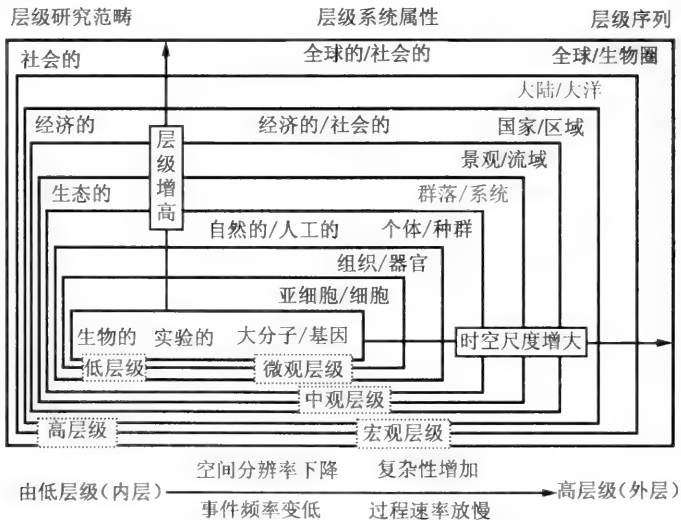 层级研究范畴 层级系统属性 层级序列
社会的 全球的/社会的 全球/生物圈
大陆/大洋
经济的 经济的/社会的 国家/区域
层级增高
景观/流域
生态的 群落/系统
自然的/人工的 个体/种群
组织/器官
亚细胞/细胞
生物的 实验的 大分子/基因 时空尺度增大
低层级 微观层级
中观层级
高层级 宏观层级
空间分辨率下降 复杂性增加
由低层级(内层) 高层级(外层)
事件频率变低 过程速率放慢